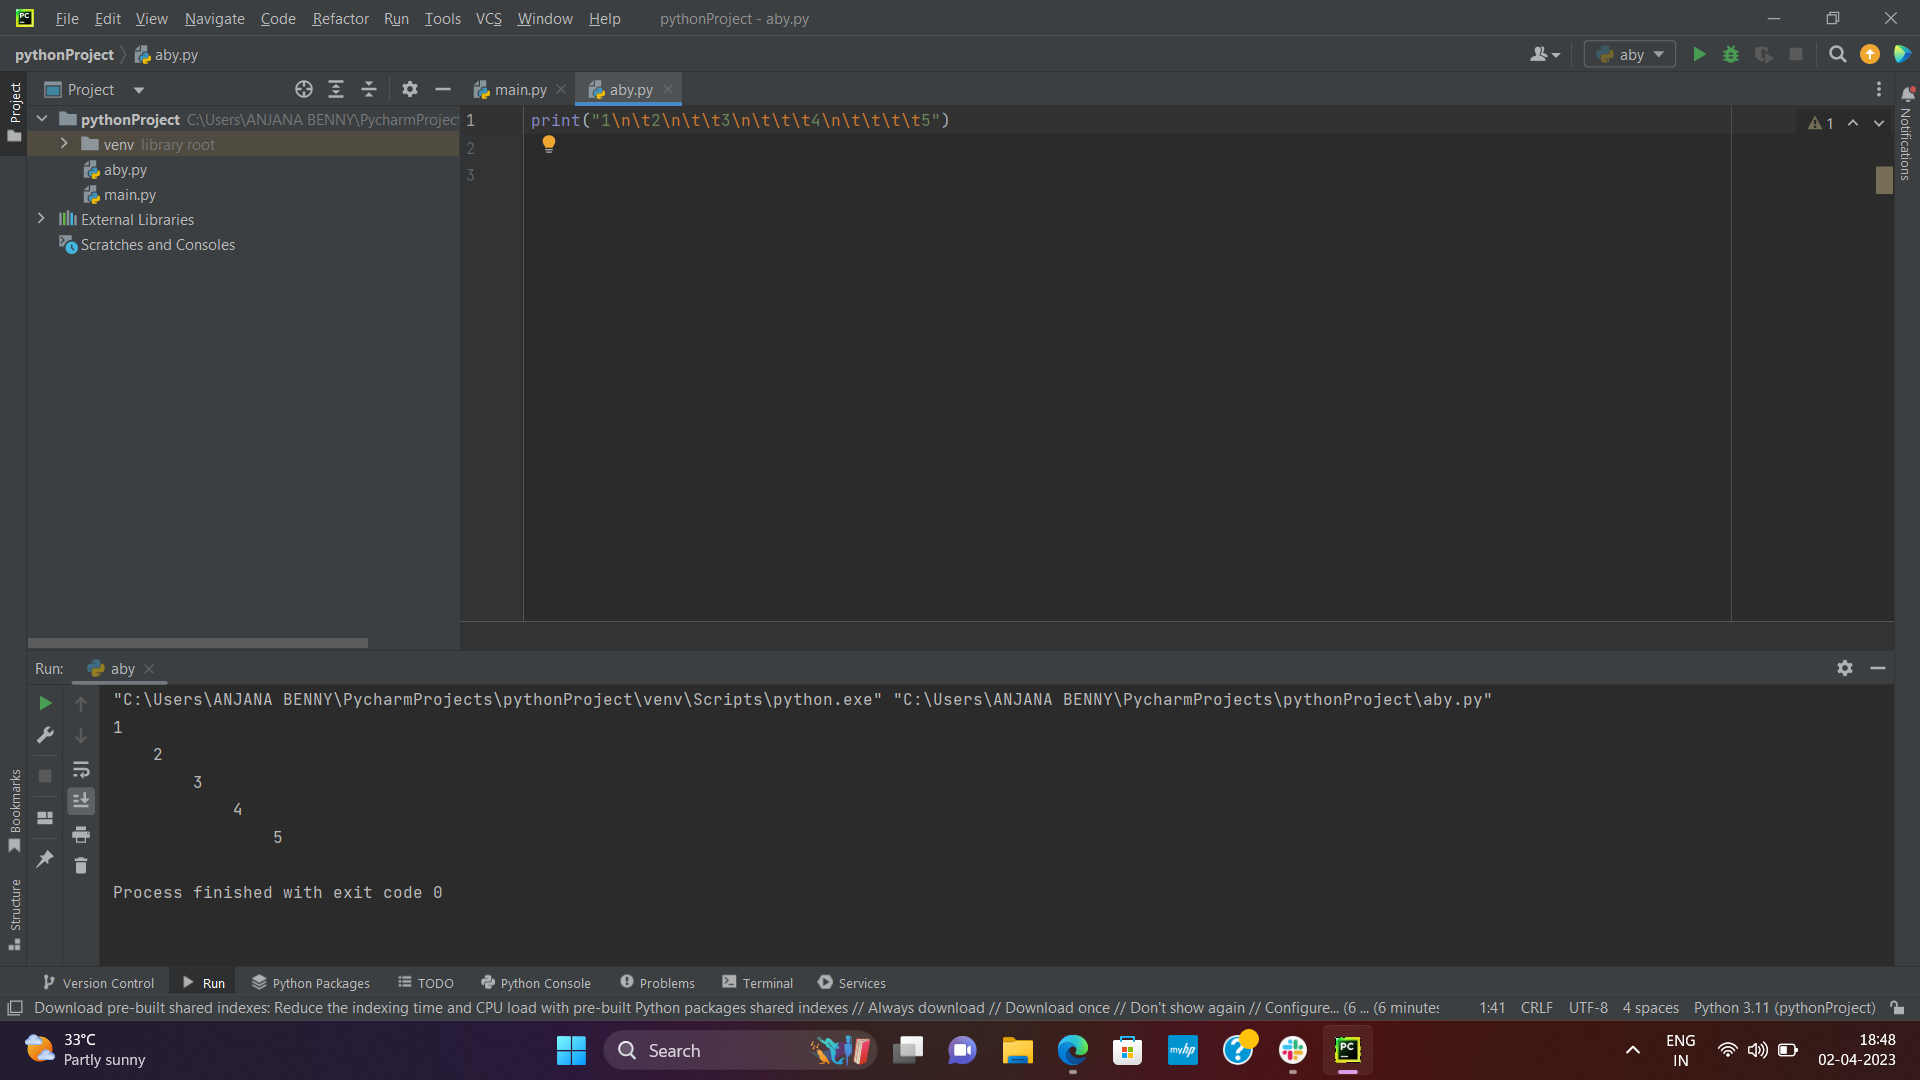 PC File Edit View Navigate Code Refactor Run Tools VCS Window Help pythonProject - aby.py
pythonProject aby.py aby
Project main.py aby.py
Project
pythonProject C:\Users\ANJANA BENNY\PycharmProjec
venv library root
aby.py
main.py
External Libraries
Scratches and Consoles
1 print("1\n\t2\n\t\t3\n\t\t\t4\n\t\t\t\t5")
2
3
1
Notifications
Run: aby
"C:\Users\ANJANA BENNY\PycharmProjects\pythonProject\venv\Scripts\python.exe" "C:\Users\ANJANA BENNY\PycharmProjects\pythonProject\aby.py"
1
2
3
4
5
Process finished with exit code 0
Bookmarks
Structure
Version Control Run Python Packages TODO Python Console Problems Terminal Services
Download pre-built shared indexes: Reduce the indexing time and CPU load with pre-built Python packages shared indexes // Always download // Download once // Don't show again // Configure... (6 ... (6 minutes 1:41 CRLF UTF-8 4 spaces Python 3.11 (pythonProject)
33°C
Partly sunny
Search
myhp
PC
ENG
IN
18:48
02-04-2023